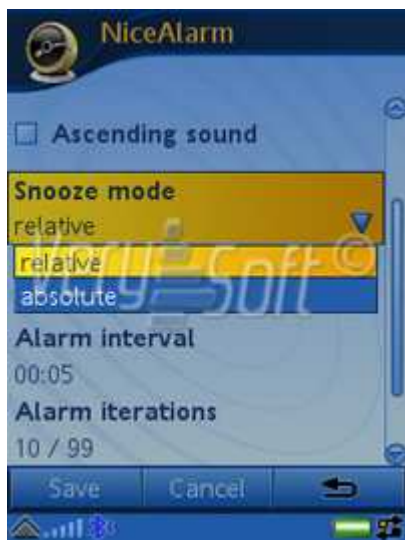 NiceAlarm
Ascending sound
Snooze mode
relative
relative
absolute
Very Soft ©
Alarm interval
00:05
Alarm iterations
10 / 99
Save Cancel